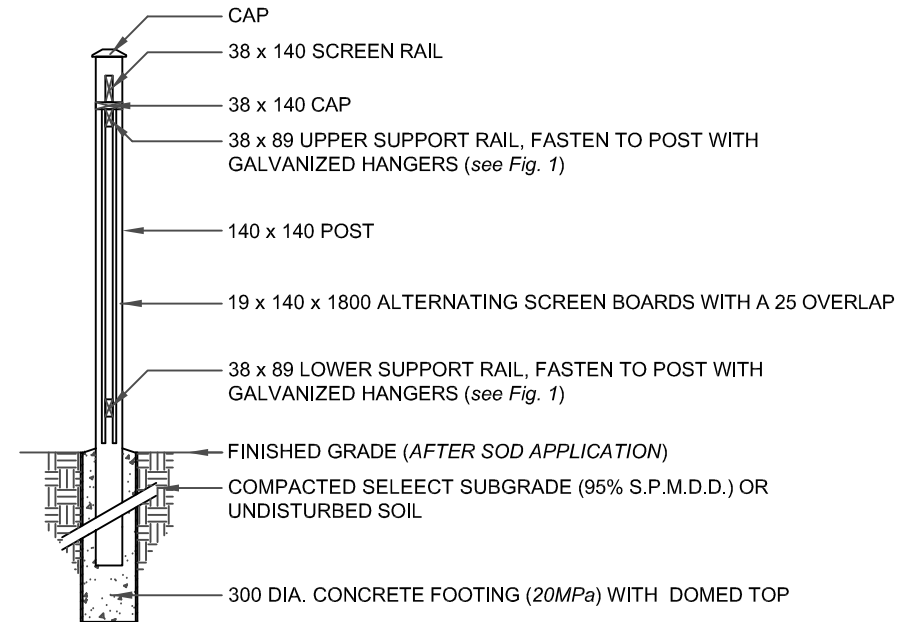 CAP
38 x 140 SCREEN RAIL
38 x 140 CAP
38 x 89 UPPER SUPPORT RAIL, FASTEN TO POST WITH
GALVANIZED HANGERS (see Fig. 1)
140 x 140 POST
19 x 140 x 1800 ALTERNATING SCREEN BOARDS WITH A 25 OVERLAP
38 x 89 LOWER SUPPORT RAIL, FASTEN TO POST WITH
GALVANIZED HANGERS (see Fig. 1)
FINISHED GRADE (AFTER SOD APPLICATION)
COMPACTED SELEECT SUBGRADE (95% S.P.M.D.D.) OR
UNDISTURBED SOIL
300 DIA. CONCRETE FOOTING (20MPa) WITH DOMED TOP